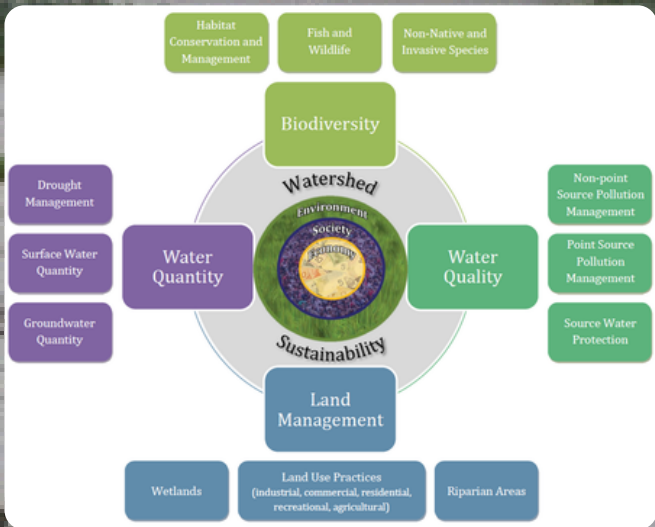 Habitat
Conservation and
Management
Fish and
Wildlife
Non-Native and
Invasive Species
Biodiversity
Drought
Management
Surface Water
Quantity
Groundwater
Quantity
Water
Quantity
Watershed
Environment
Society
Economy
Sustainability
Water
Quality
Non-point
Source Pollution
Management
Point Source
Pollution
Management
Source Water
Protection
Land
Management
Wetlands
Land Use Practices
(industrial, commercial, residential,
recreational, agricultural)
Riparian Areas